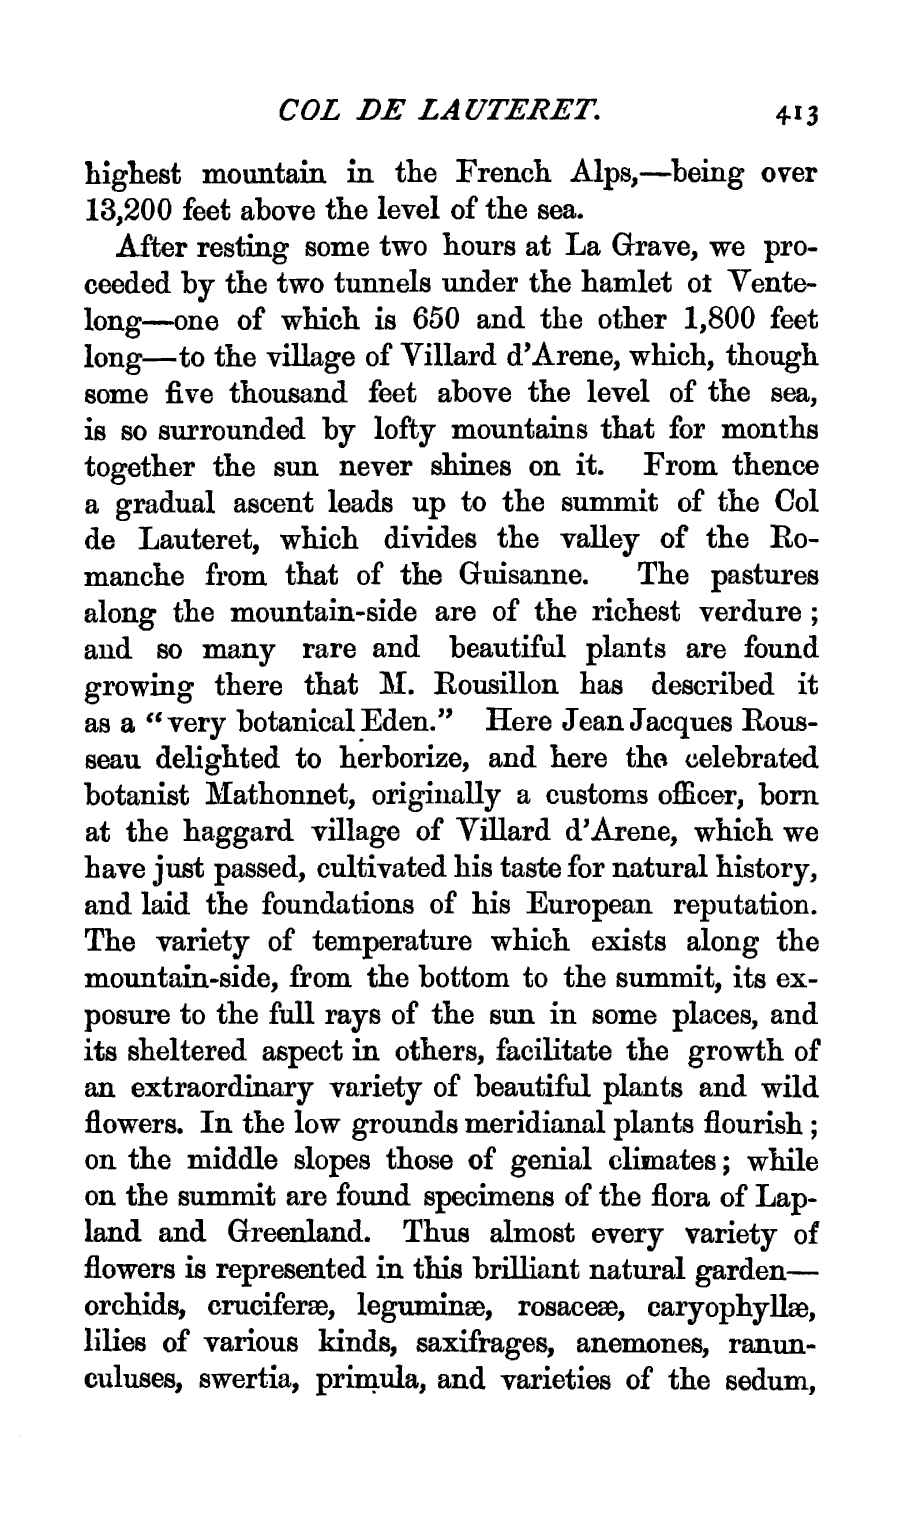 COL DE LAUTERET. 413
highest mountain in the French Alps,—being over
13,200 feet above the level of the sea.
After resting some two hours at La Grave, we pro-
ceeded by the two tunnels under the hamlet ot Vente-
long—one of which is 650 and the other 1,800 feet
long—to the village of Villard d'Arene, which, though
some five thousand feet above the level of the sea,
is so surrounded by lofty mountains that for months
together the sun never shines on it. From thence
a gradual ascent leads up to the summit of the Col
de Lauteret, which divides the valley of the Ro-
manche from that of the Guisanne. The pastures
along the mountain-side are of the richest verdure;
and so many rare and beautiful plants are found
growing there that M. Rousillon has described it
as a "very botanical Eden." Here Jean Jacques Rous-
seau delighted to herborize, and here the celebrated
botanist Mathonnet, originally a customs officer, born
at the haggard village of Villard d'Arene, which we
have just passed, cultivated his taste for natural history,
and laid the foundations of his European reputation.
The variety of temperature which exists along the
mountain-side, from the bottom to the summit, its ex-
posure to the full rays of the sun in some places, and
its sheltered aspect in others, facilitate the growth of
an extraordinary variety of beautiful plants and wild
flowers. In the low grounds meridianal plants flourish;
on the middle slopes those of genial climates; while
on the summit are found specimens of the flora of Lap-
land and Greenland. Thus almost every variety of
flowers is represented in this brilliant natural garden—
orchids, cruciferæ, leguminæ, rosaceæ, caryophyllæ,
lilies of various kinds, saxifrages, anemones, ranun-
culuses, swertia, primula, and varieties of the sedum,